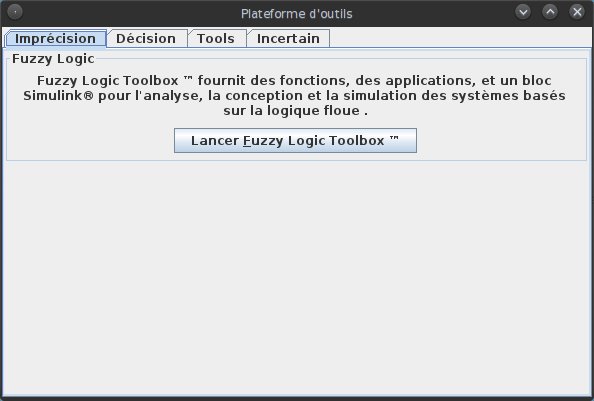 Plateforme d'outils
Imprécision Décision Tools Incertain
Fuzzy Logic
Fuzzy Logic Toolbox ™ fournit des fonctions, des applications, et un bloc
Simulink® pour l'analyse, la conception et la simulation des systèmes basés
sur la logique floue .
Lancer Fuzzy Logic Toolbox ™